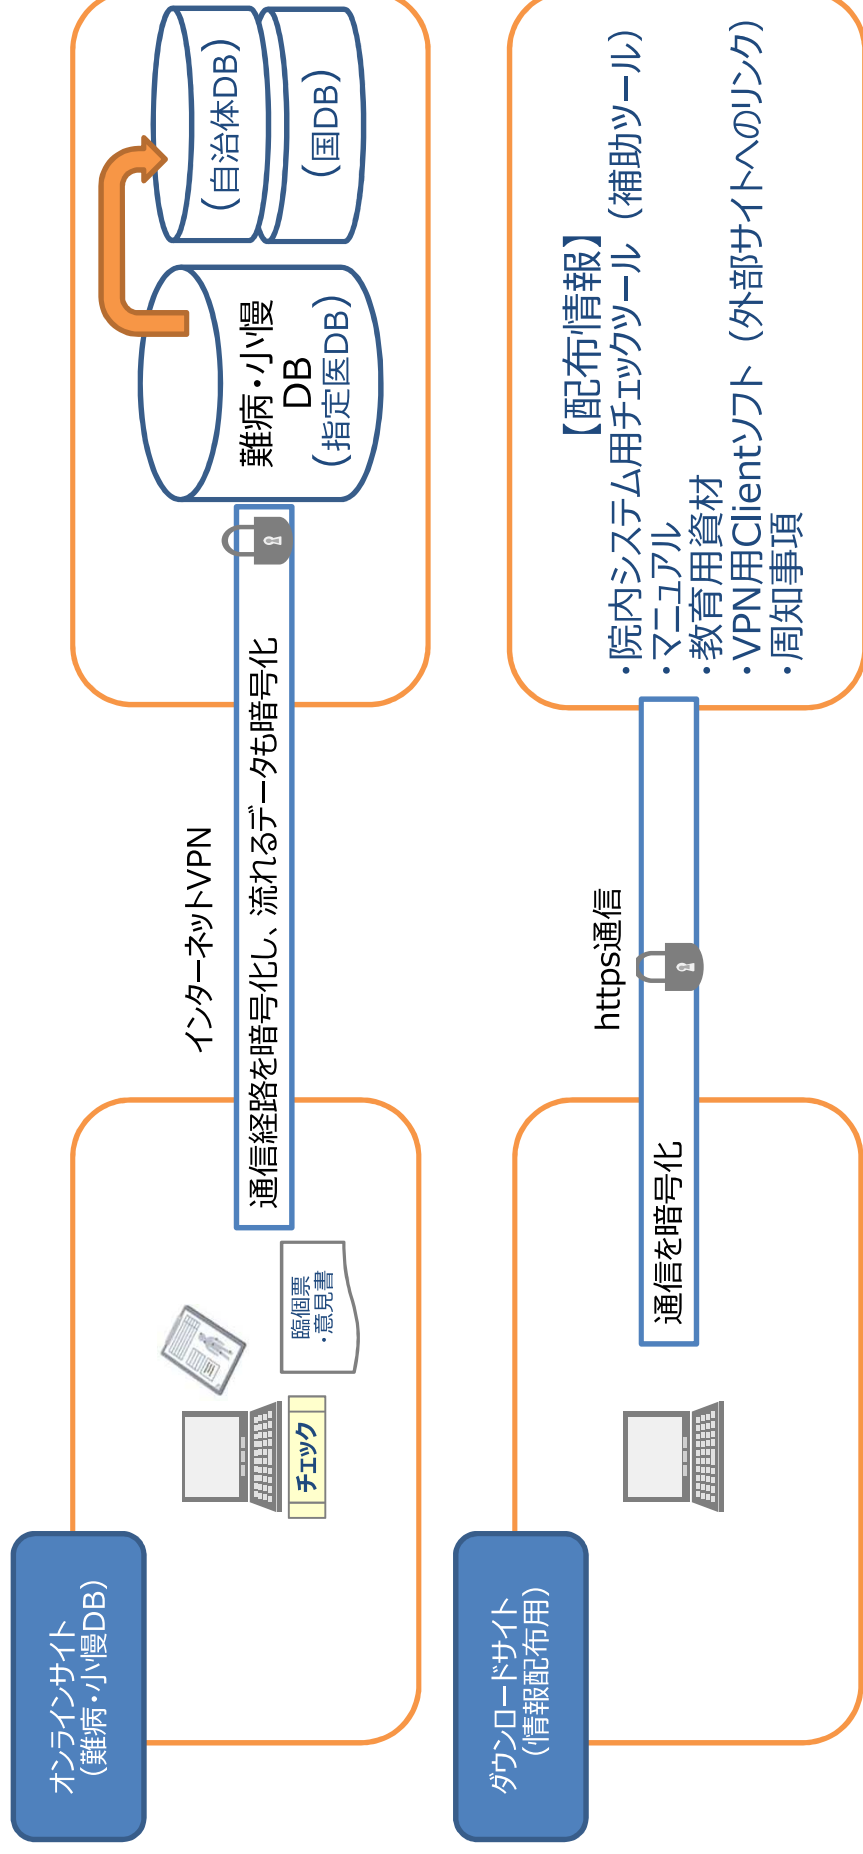 オンラインサイト
（難病・小慢DB）
チェック
臨個票
・意見書
インターネットVPN
通信経路を暗号化し、流れるデータも暗号化
難病・小慢
DB
（指定医DB）
（自治体DB）
（国DB）
ダウンロードサイト
（情報配布用）
https通信
通信を暗号化
【配布情報】
・院内システム用チェックツール（補助ツール）
・マニュアル
・教育用資材
・VPN用Clientソフト（外部サイトへのリンク）
・周知事項